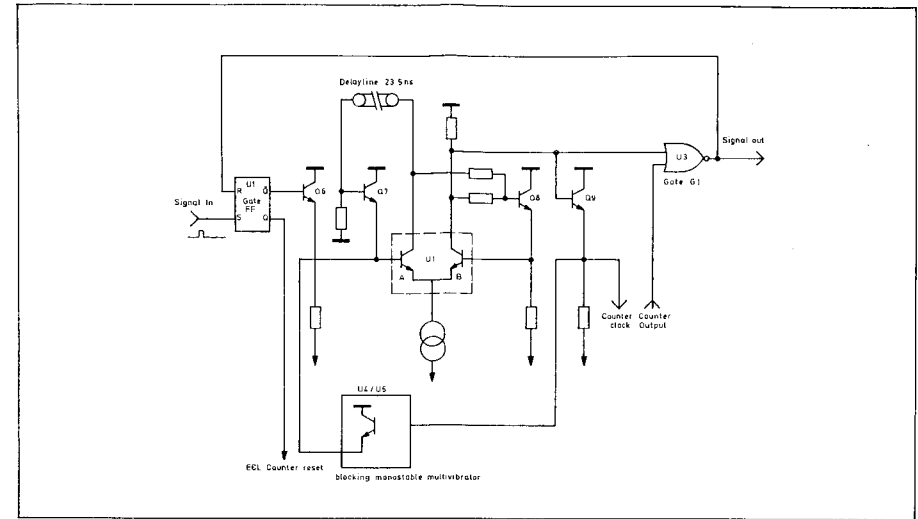 Delayline 23 5ns
Signal out
U3
Gate G1
U1
Gate
FF
R
Q̅
S
Q
Signal In
Q6
Q7
Q8
Q9
U1
A
B
Counter
clock
Counter
Output
U4/U5
ECL Counter reset
blocking monostable multivibrator